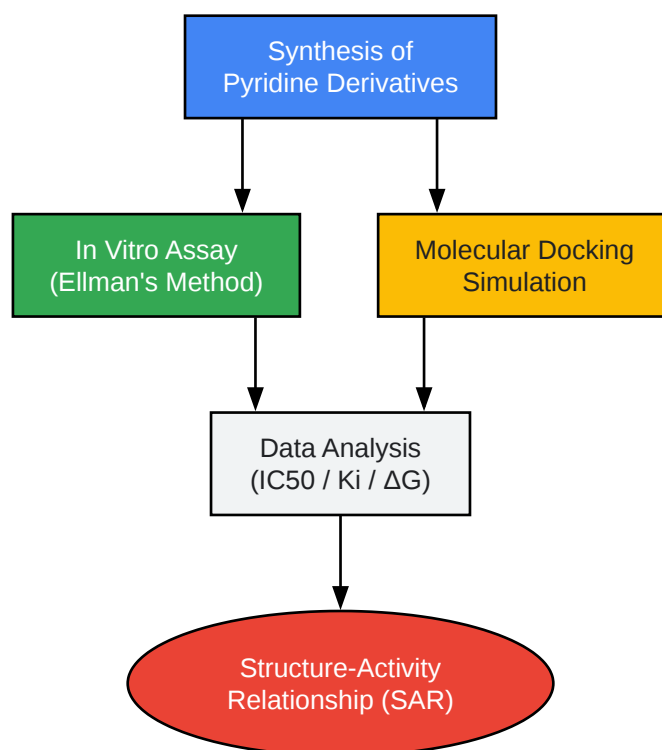 Synthesis of
Pyridine Derivatives
In Vitro Assay
(Ellman's Method)
Molecular Docking
Simulation
Data Analysis
(IC50 / Ki / ΔG)
Structure-Activity
Relationship (SAR)